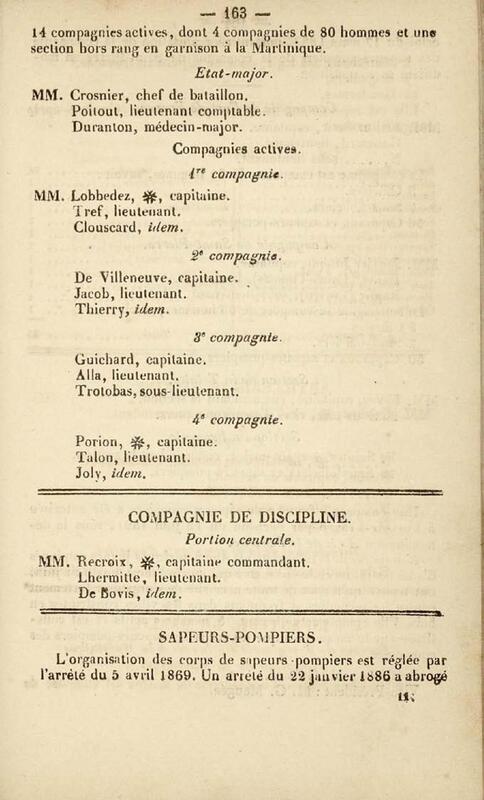 — 163 —
14 compagnies actives, dont 4 compagnies de 80 hommes et une
section hors rang en garnison à la Martinique.
Etat-major.
MM. Crosnier, chef de bataillon.
Poitout, lieutenant comptable.
Duranton, médecin-major.
Compagnies actives.
1re compagnie.
MM. Lobbedez, ✻, capitaine.
Tref, lieutenant.
Clouscard, idem.
2e compagnie.
De Villeneuve, capitaine.
Jacob, lieutenant.
Thierry, idem.
3e compagnie.
Guichard, capitaine.
Alla, lieutenant.
Trotobas, sous-lieutenant.
4e compagnie.
Porion, ✻, capitaine.
Talon, lieutenant.
Joly, idem.
COMPAGNIE DE DISCIPLINE.
Portion centrale.
MM. Recroix, ✻, capitaine commandant.
Lhermitte, lieutenant.
De Bovis, idem.
SAPEURS-POMPIERS.
L'organisation des corps de sapeurs-pompiers est réglée par
l'arrêté du 5 avril 1869. Un arrêté du 22 janvier 1886 a abrogé
11.